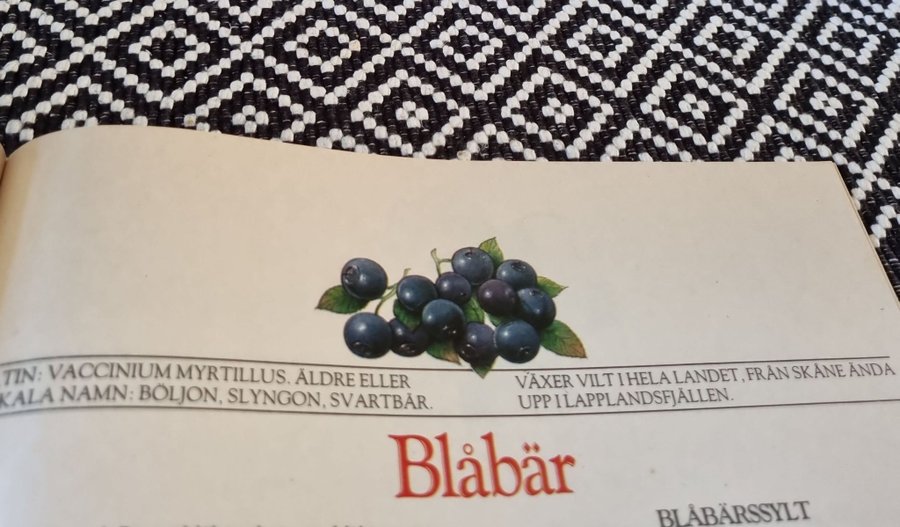 TIN: VACCINIUM MYRTILLUS. ÄLDRE ELLER
KALA NAMN: BÖLJON, SLYNGON, SVARTBÄR.
VÄXER VILT I HELA LANDET, FRÅN SKÅNE ÄNDA
UPP I LAPPLANDSFJÄLLEN.
Blåbär
BLÅBÄRSSYLT